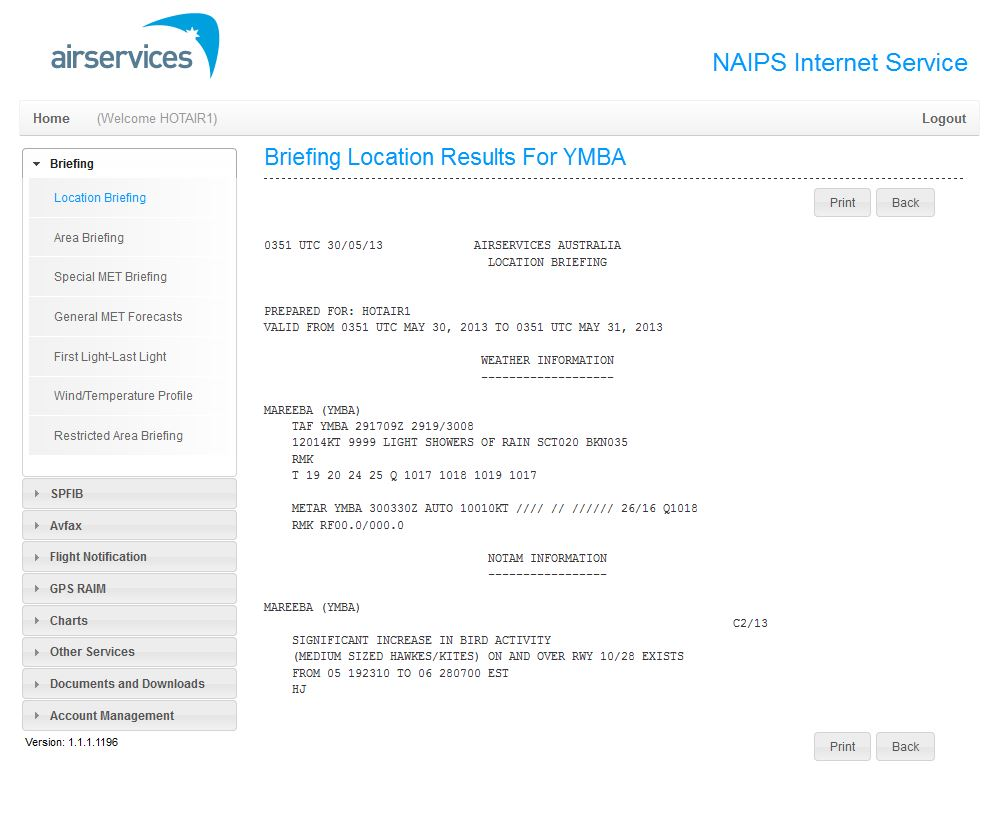 airservices
NAIPS Internet Service
Home (Welcome HOTAIR1) Logout
Briefing
Location Briefing
Area Briefing
Special MET Briefing
General MET Forecasts
First Light-Last Light
Wind/Temperature Profile
Restricted Area Briefing
SPFIB
Avfax
Flight Notification
GPS RAIM
Charts
Other Services
Documents and Downloads
Account Management
Version: 1.1.1.1196
Briefing Location Results For YMBA
Print Back
0351 UTC 30/05/13 AIRSERVICES AUSTRALIA
LOCATION BRIEFING
PREPARED FOR: HOTAIR1
VALID FROM 0351 UTC MAY 30, 2013 TO 0351 UTC MAY 31, 2013
WEATHER INFORMATION
-------------------
MAREEBA (YMBA)
TAF YMBA 291709Z 2919/3008
12014KT 9999 LIGHT SHOWERS OF RAIN SCT020 BKN035
RMK
T 19 20 24 25 Q 1017 1018 1019 1017
METAR YMBA 300330Z AUTO 10010KT //// // ////// 26/16 Q1018
RMK RF00.0/000.0
NOTAM INFORMATION
-----------------
MAREEBA (YMBA)
C2/13
SIGNIFICANT INCREASE IN BIRD ACTIVITY
(MEDIUM SIZED HAWKES/KITES) ON AND OVER RWY 10/28 EXISTS
FROM 05 192310 TO 06 280700 EST
HJ
Print Back